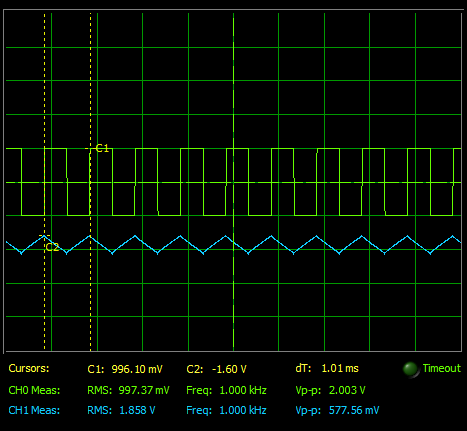 C1
C2
Cursors: C1: 996.10 mV C2: -1.60 V dT: 1.01 ms Timeout
CH0 Meas: RMS: 997.37 mV Freq: 1.000 kHz Vp-p: 2.003 V
CH1 Meas: RMS: 1.858 V Freq: 1.000 kHz Vp-p: 577.56 mV